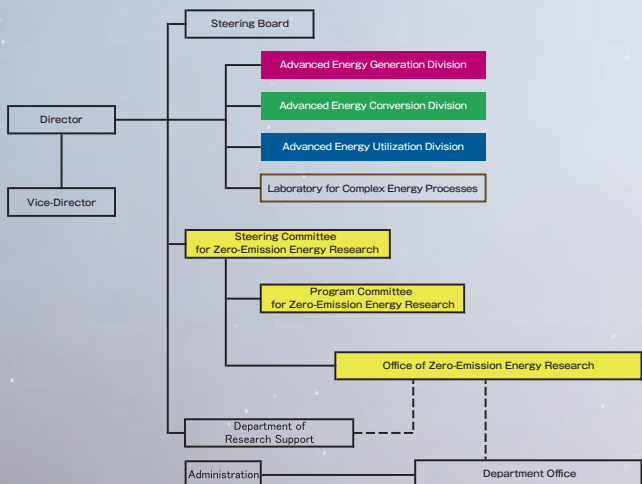 Steering Board
Advanced Energy Generation Division
Advanced Energy Conversion Division
Director
Advanced Energy Utilization Division
Laboratory for Complex Energy Processes
Vice-Director
Steering Committee
for Zero-Emission Energy Research
Program Committee
for Zero-Emission Energy Research
Office of Zero-Emission Energy Research
Department of
Research Support
Administration
Department Office